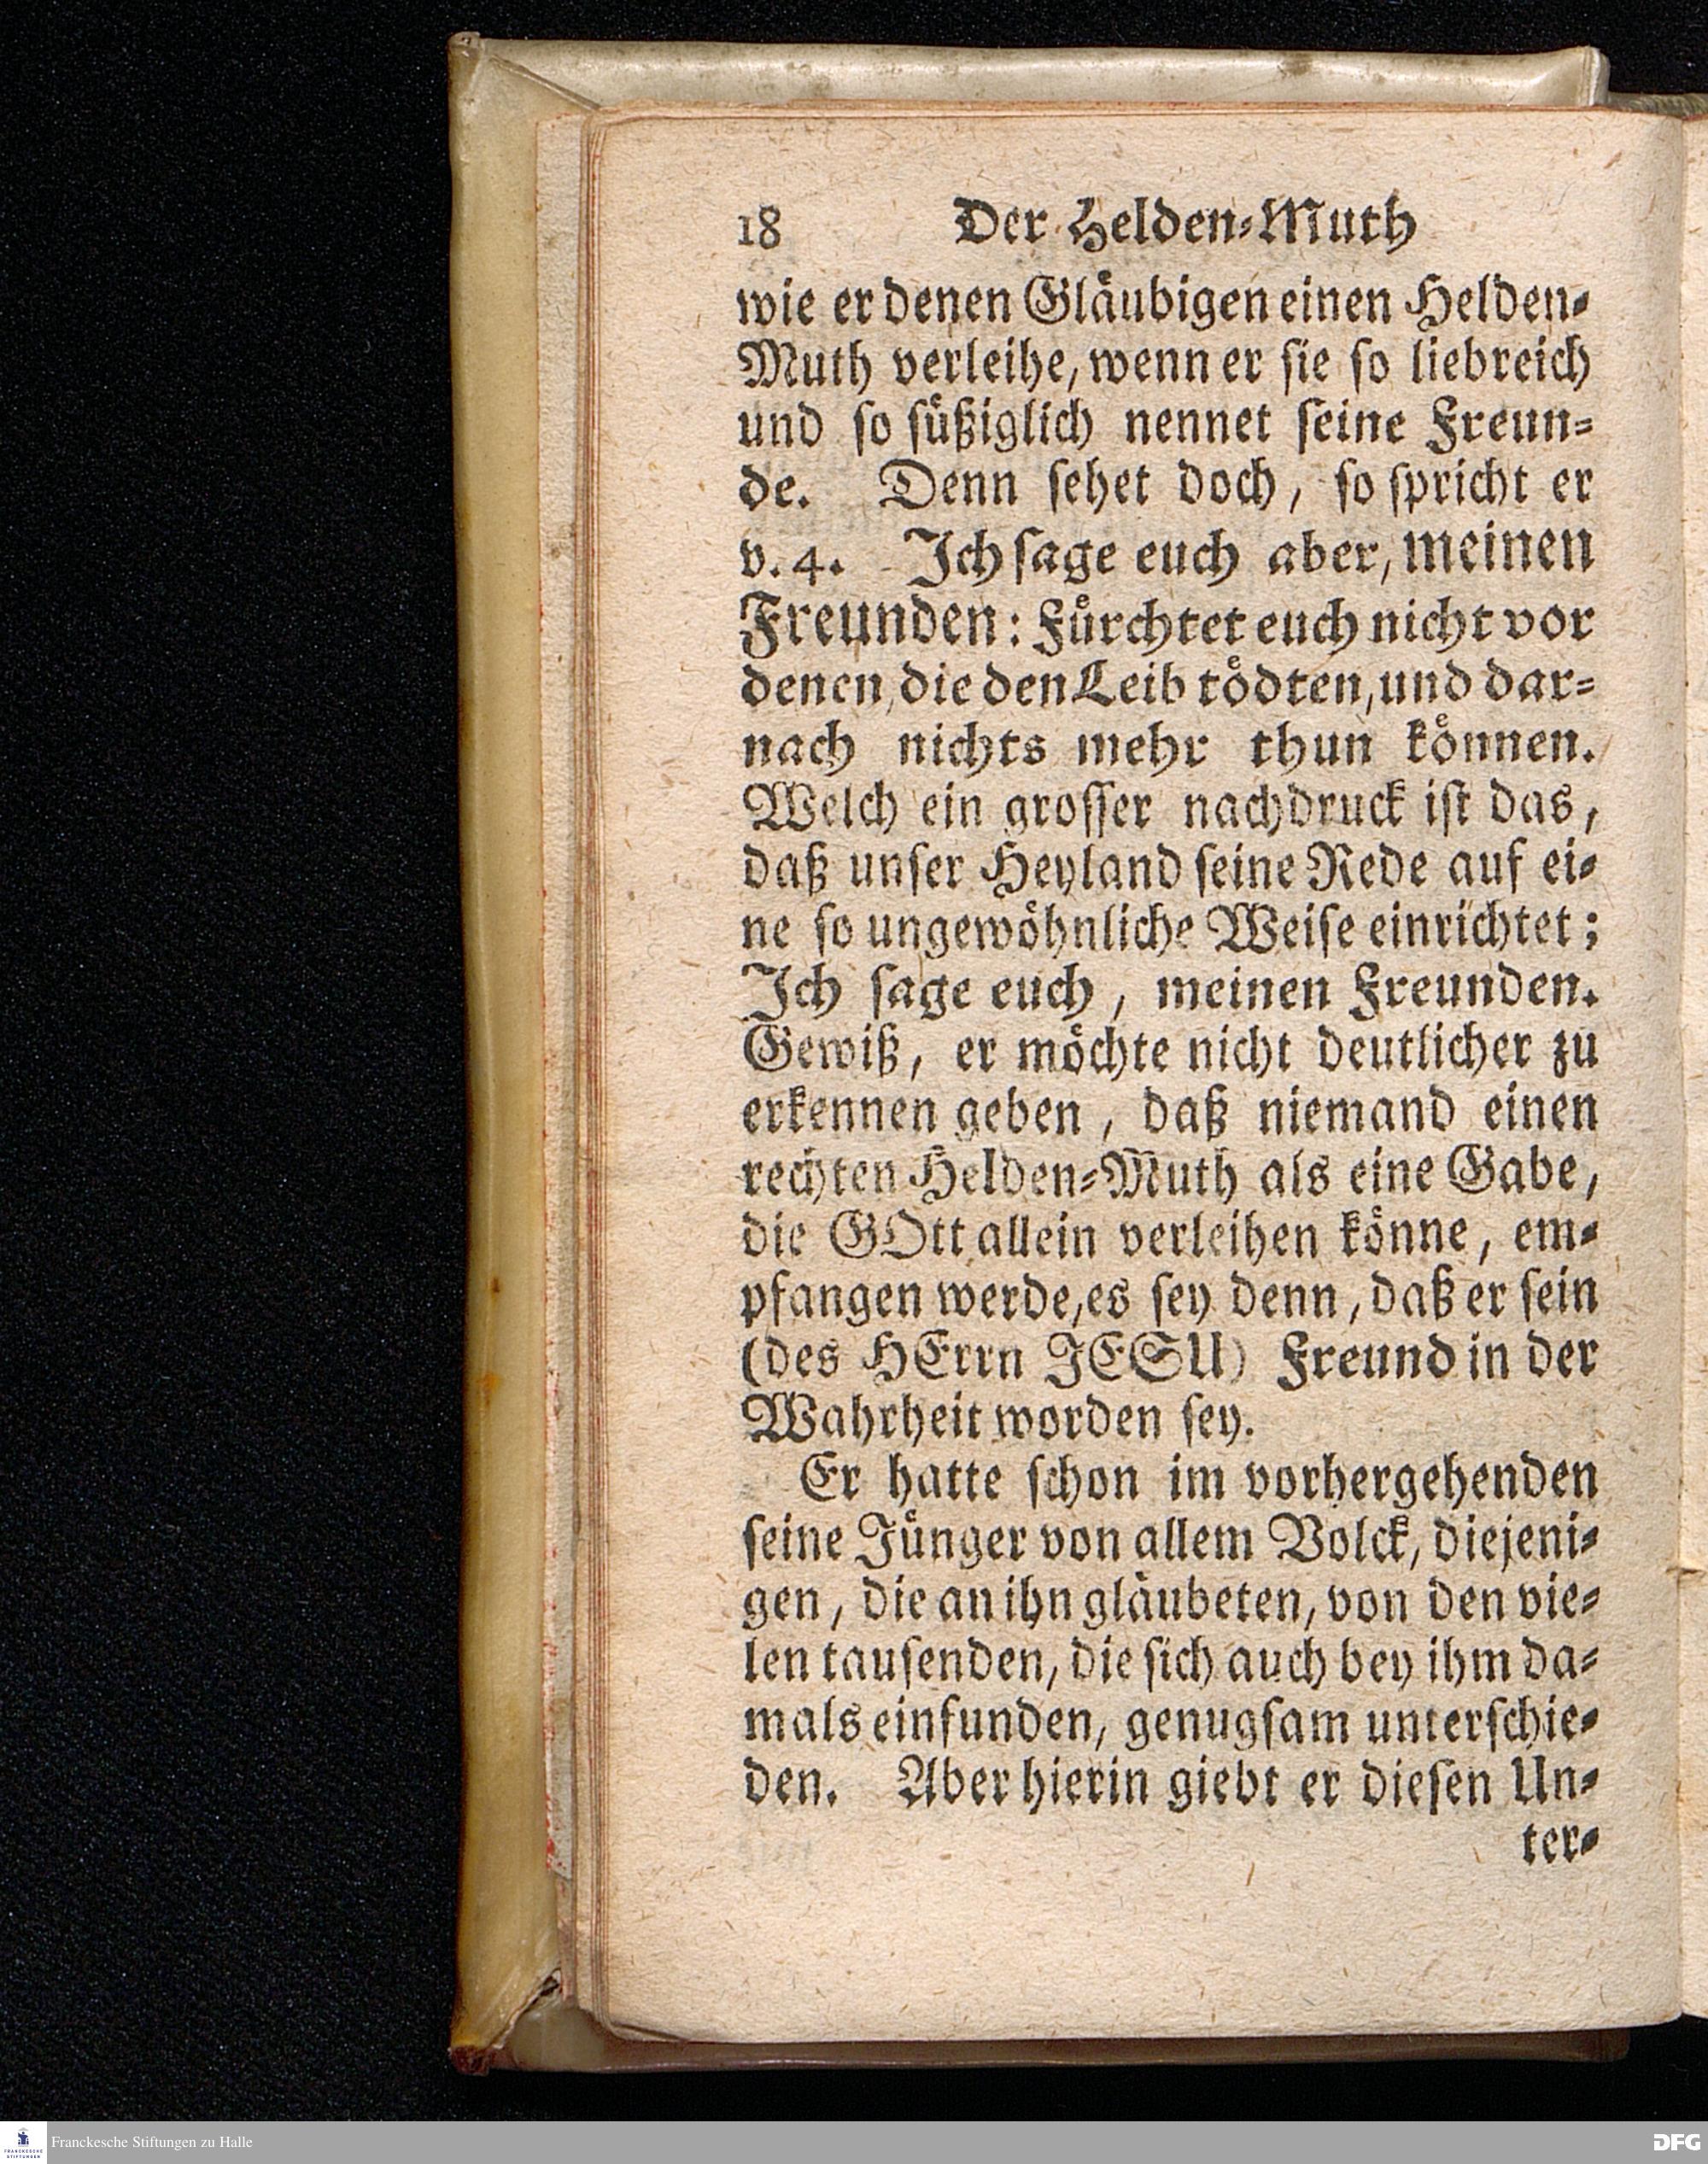 18 Der Helden-Muth
wie er denen Gläubigen einen Helden-
Muth verleihe, wenn er sie so liebreich
und so süßiglich nennet seine Freun-
de. Denn sehet doch, so spricht er
v. 4. Ich sage euch aber, meinen
Freunden: Fürchtet euch nicht vor
denen, die den Leib tödten, und dar-
nach nichts mehr thun können.
Welch ein grosser nachdruck ist das,
daß unser Heyland seine Rede auf ei-
ne so ungewöhnliche Weise einrichtet;
Ich sage euch, meinen Freunden.
Gewiß, er möchte nicht deutlicher zu
erkennen geben, daß niemand einen
rechten Helden-Muth als eine Gabe,
die GOtt allein verleihen könne, em-
pfangen werde, es sey denn, daß er sein
(des HErrn JESU) Freund in der
Wahrheit worden sey.
Er hatte schon im vorhergehenden
seine Jünger von allem Volck, diejeni-
gen, die an ihn gläubeten, von den vie-
len tausenden, die sich auch bey ihm da-
mals einfunden, genugsam unterschie-
den. Aber hierin giebt er diesen Un-
ter-
FRANCKESCHE STIFTUNGEN
Franckesche Stiftungen zu Halle
DFG